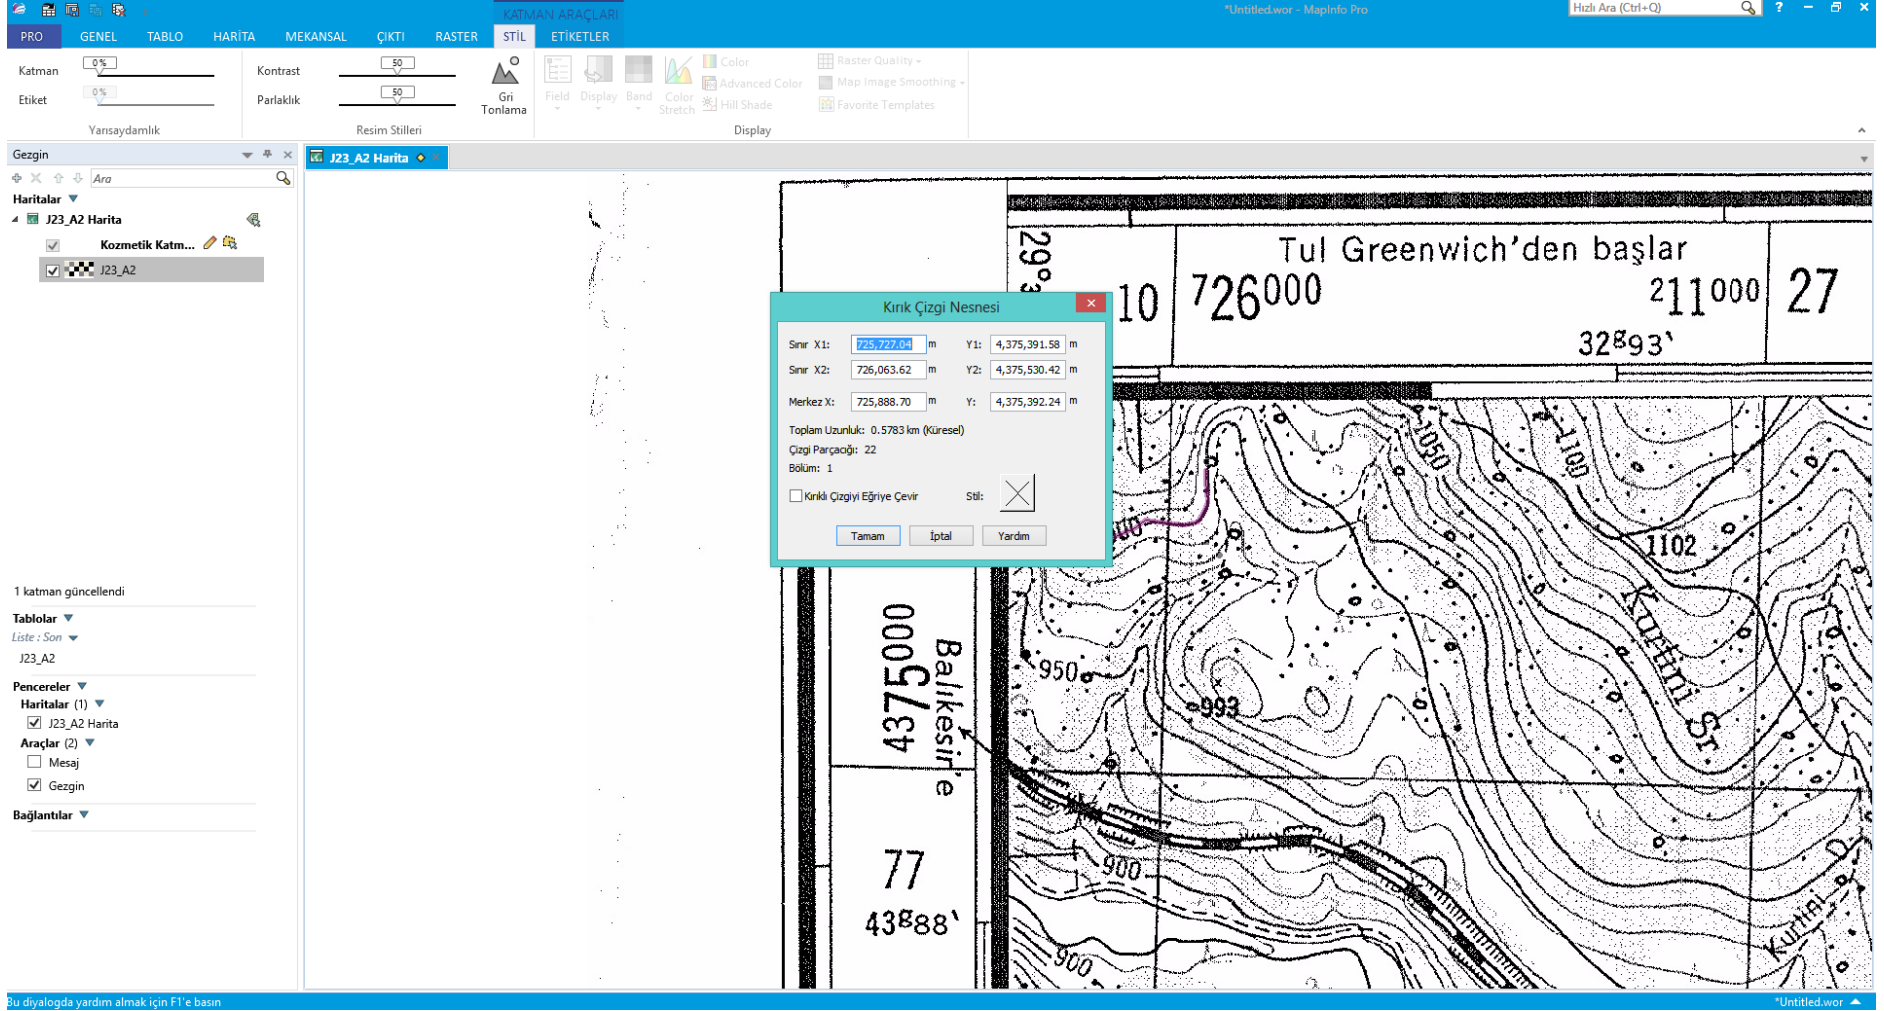 KATMAN ARAÇLARI
*Untitled.wor - MapInfo Pro
Hızlı Ara (Ctrl+Q)
?
PRO GENEL TABLO HARİTA MEKANSAL ÇIKTI RASTER STİL ETİKETLER
Katman 0%
Etiket 0%
Yarısaydamlık
Kontrast 50
Parlaklık 50
Resim Stilleri
Gri Tonlama
Field Display Band Color Stretch
Color
Advanced Color
Hill Shade
Raster Quality
Map Image Smoothing
Favorite Templates
Display
Gezgin
Ara
Haritalar
J23_A2 Harita
Kozmetik Katm...
J23_A2
1 katman güncellendi
Tablolar
Liste : Son
J23_A2
Pencereler
Haritalar (1)
J23_A2 Harita
Araçlar (2)
Mesaj
Gezgin
Bağlantılar
J23_A2 Harita
Tul Greenwich'den başlar
10
726000
211000
27
32g93'
Kırık Çizgi Nesnesi
Sınır X1: 725,727.04 m Y1: 4,375,391.58 m
Sınır X2: 726,063.62 m Y2: 4,375,530.42 m
Merkez X: 725,888.70 m Y: 4,375,392.24 m
Toplam Uzunluk: 0.5783 km (Küresel)
Çizgi Parçacığı: 22
Bölüm: 1
Kırıklı Çizgiyi Eğriye Çevir
Stil:
Tamam İptal Yardım
1050
1100
1102
Kurtini Sr
950
993
4375000
Balıkesir'e
77
43g88'
900
900
Kurtini
Bu diyalogda yardım almak için F1'e basın
*Untitled.wor